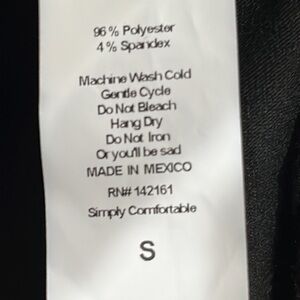 96% Polyester
4% Spandex
Machine Wash Cold
Gentle Cycle
Do Not Bleach
Hang Dry
Do Not Iron
Or you'll be sad
MADE IN MEXICO
RN# 142161
Simply Comfortable
S